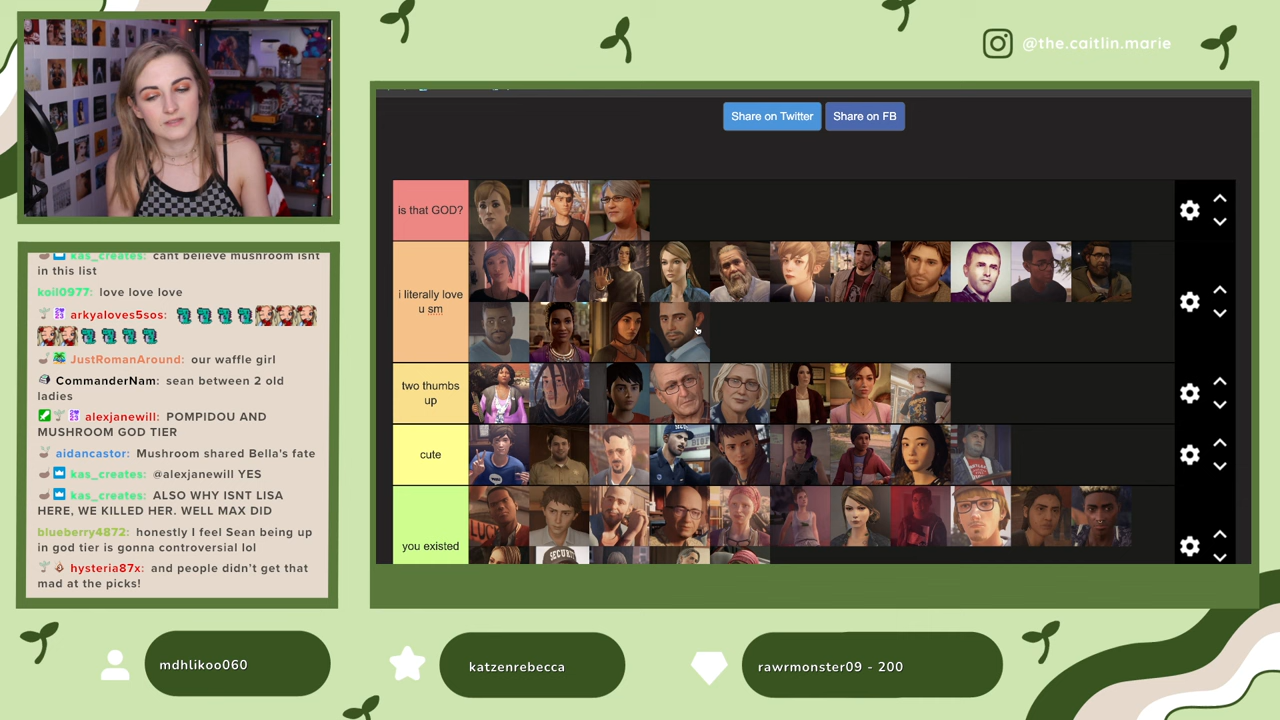 @the.caitlin.marie
Share on Twitter
Share on FB
is that GOD?
i literally love
u sm
two thumbs
up
cute
you existed
SECURITY
kas_creates: cant believe mushroom isnt
in this list
koil0977: love love love
arkyaloves5sos:
JustRomanAround: our waffle girl
CommanderNam: sean between 2 old
ladies
alexjanewill: POMPIDOU AND
MUSHROOM GOD TIER
aidancastor: Mushroom shared Bella's fate
kas_creates: @alexjanewill YES
kas_creates: ALSO WHY ISNT LISA
HERE, WE KILLED HER. WELL MAX DID
blueberry4872: honestly I feel Sean being up
in god tier is gonna controversial lol
hysteria87x: and people didn't get that
mad at the picks!
mdhlikoo060
katzenrebecca
rawrmonster09 - 200